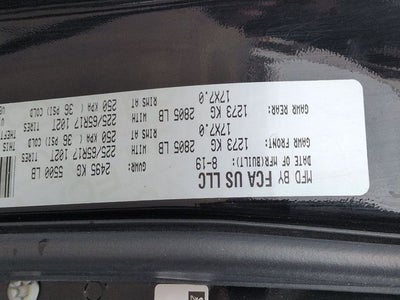 MFD BY FCA US LLC
DATE OF MFR(BUILT): 8-19 GVWR: 2495 KG 5500 LB
GAWR FRONT: 1273 KG 2805 LB WITH 225/65R17 102T TIRES
17X7.0 RIMS AT 250 KPA 36 PSI) COLD
GAWR REAR: 1273 KG 2805 LB WITH 225/65R17 102T TIRES
17X7.0 RIMS AT 250 KPA 36 PSI) COLD
THIS
THEFT